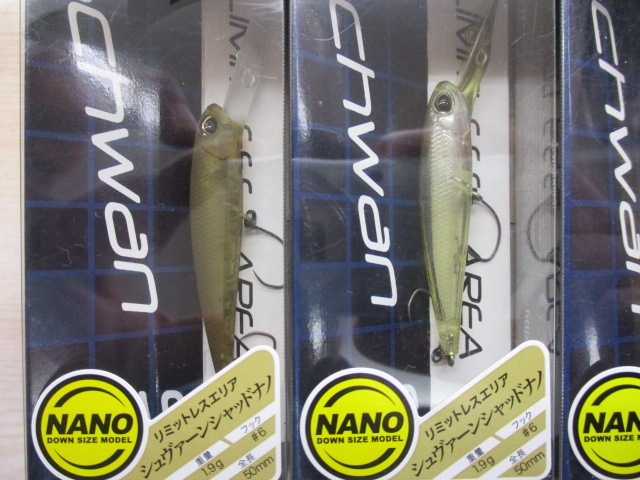 chwan
NANO
DOWN SIZE MODEL
リミットレスエリア
シュヴァーンシャッドナノ
重量
1.9g
フック
#6
全長
50mm
chwan
AREA
NANO
DOWN SIZE MODEL
リミットレスエリア
シュヴァーンシャッドナノ
重量
1.9g
フック
#6
全長
50mm
chwan